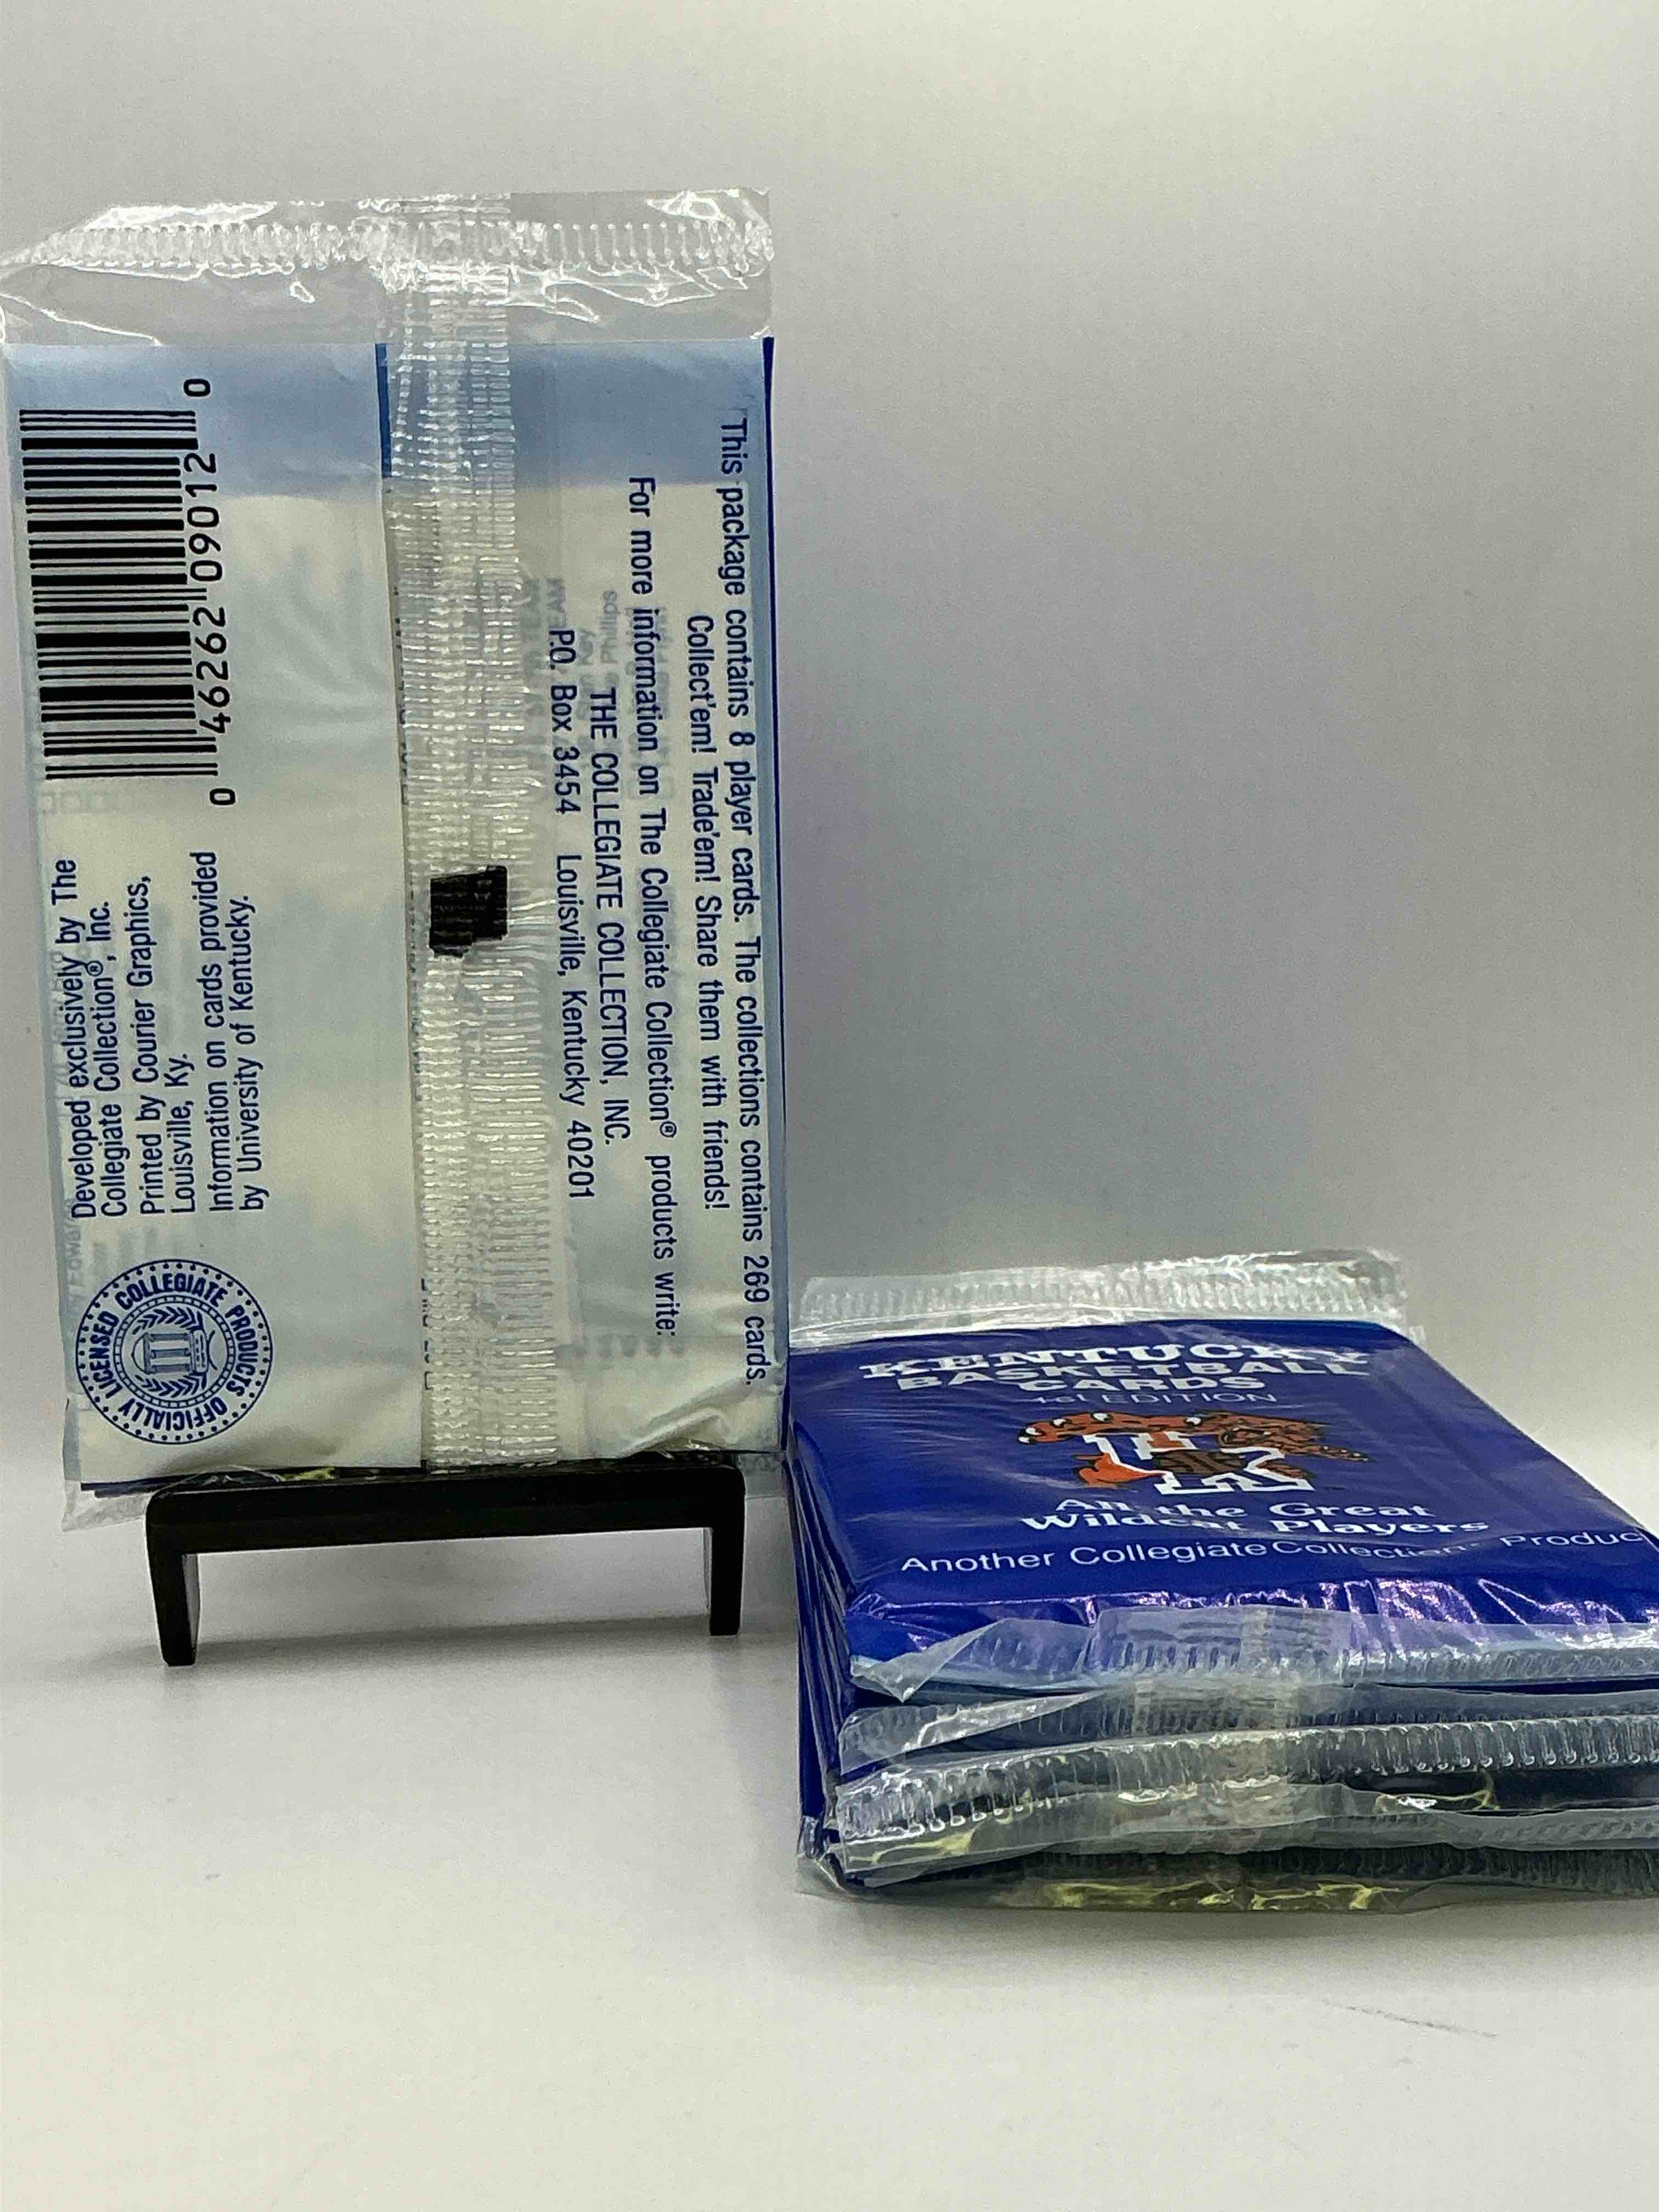 This package contains 8 player cards. The collections contains 269 cards.
Collect'em! Trade'em! Share them with friends!
For more information on The Collegiate Collection® products write:
THE COLLEGIATE COLLECTION, INC.
P.O. Box 3454 Louisville, Kentucky 40201
0 46262 09012 0
Developed exclusively by The
Collegiate Collection®, Inc.
Printed by Courier Graphics,
Louisville, Ky.
Information on cards provided
by University of Kentucky.
OFFICIALLY LICENSED COLLEGIATE PRODUCTS
KENTUCKY
BASKETBALL
CARDS
1st EDITION
UK
All the Great
Wildcat Players
Another Collegiate Collection Produc